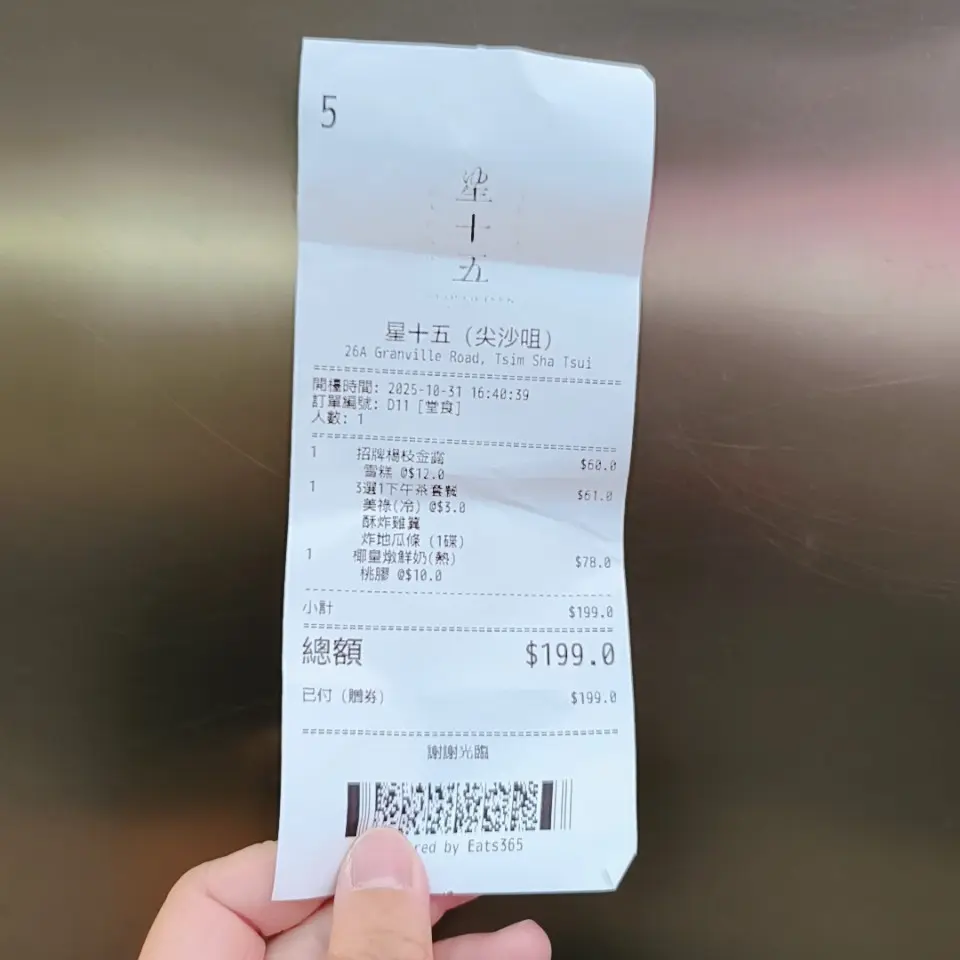 5
星
十
五
星十五 (尖沙咀)
26A Granville Road, Tsim Sha Tsui
開檯時間: 2025-10-31 16:40:39
訂單編號: D11 [堂食]
人數: 1
1 招牌楊枝金露 $60.0
雪糕 @$12.0
1 3選1下午茶套餐 $61.0
美祿(冷) @$3.0
酥炸雞翼
炸地瓜條 (1碟)
1 椰皇燉鮮奶(熱) $78.0
桃膠 @$10.0
小計 $199.0
總額 $199.0
已付 (贈券) $199.0
謝謝光臨
by Eats365